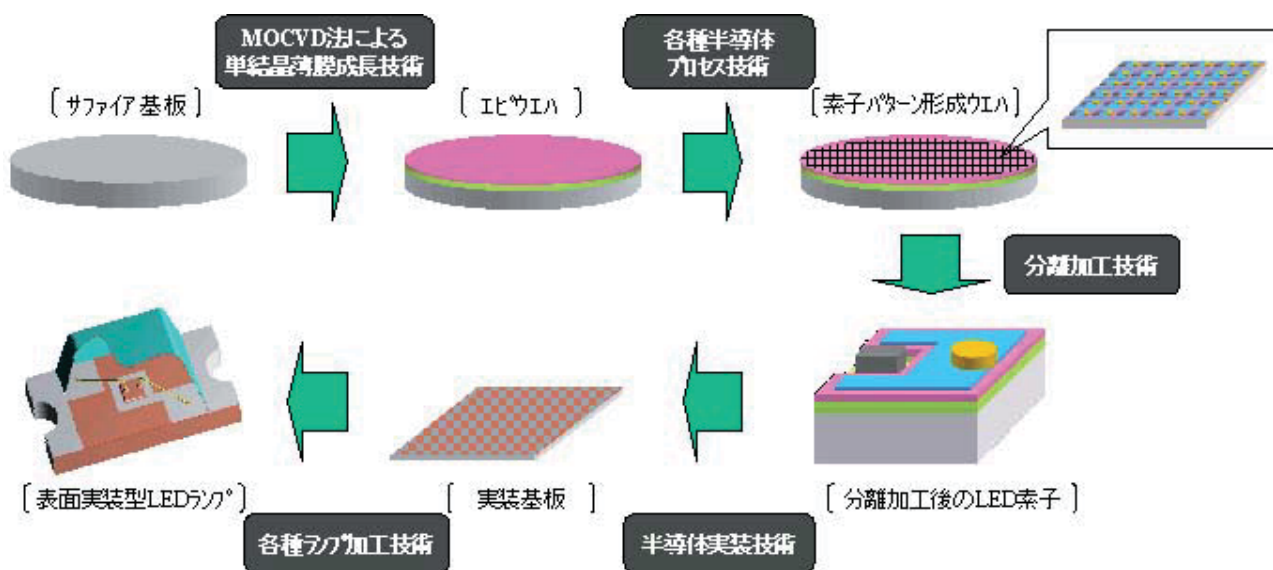 MOCVD法による
単結晶薄膜成長技術
各種半導体
プロセス技術
〔 サファイア基板 〕
〔 エピウエハ 〕
〔素子パターン形成ウエハ〕
分離加工技術
〔表面実装型LEDランプ〕
〔 実装基板 〕
〔分離加工後のLED素子 〕
各種ランプ加工技術
半導体実装技術